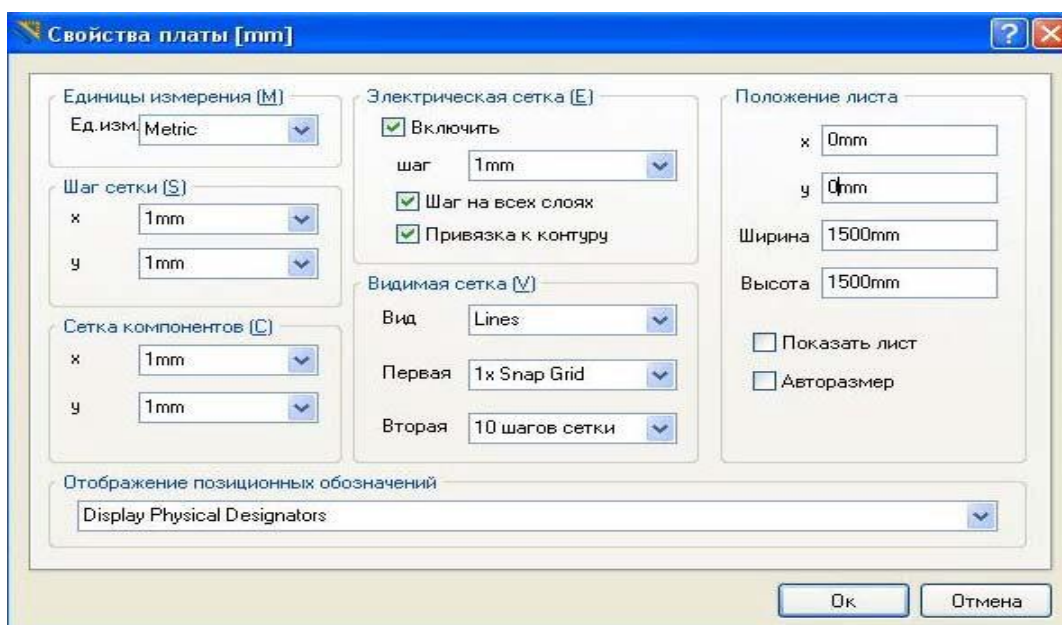 Свойства платы [mm]
Единицы измерения (M)
Ед.изм. Metric
Шаг сетки (S)
x 1mm
y 1mm
Сетка компонентов (C)
x 1mm
y 1mm
Электрическая сетка (E)
Включить
шаг 1mm
Шаг на всех слоях
Привязка к контуру
Видимая сетка (V)
Вид Lines
Первая 1x Snap Grid
Вторая 10 шагов сетки
Положение листа
x 0mm
y 0mm
Ширина 1500mm
Высота 1500mm
Показать лист
Авторазмер
Отображение позиционных обозначений
Display Physical Designators
Ок Отмена